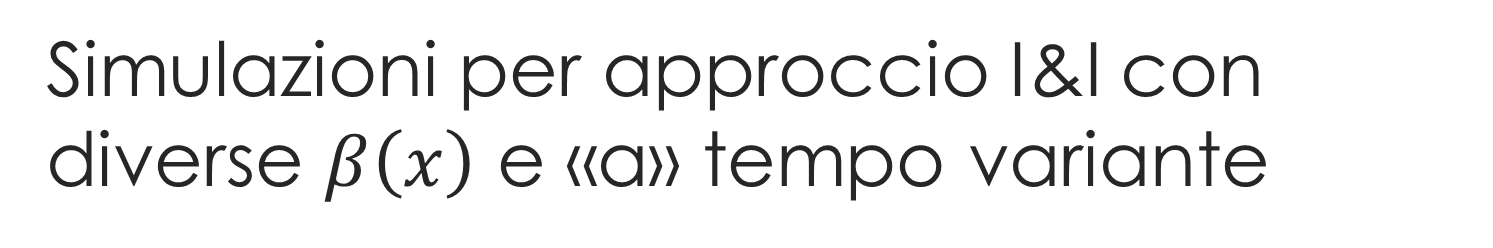 Simulazioni per approccio I&I con
diverse 𝛽(𝑥) e «a» tempo variante